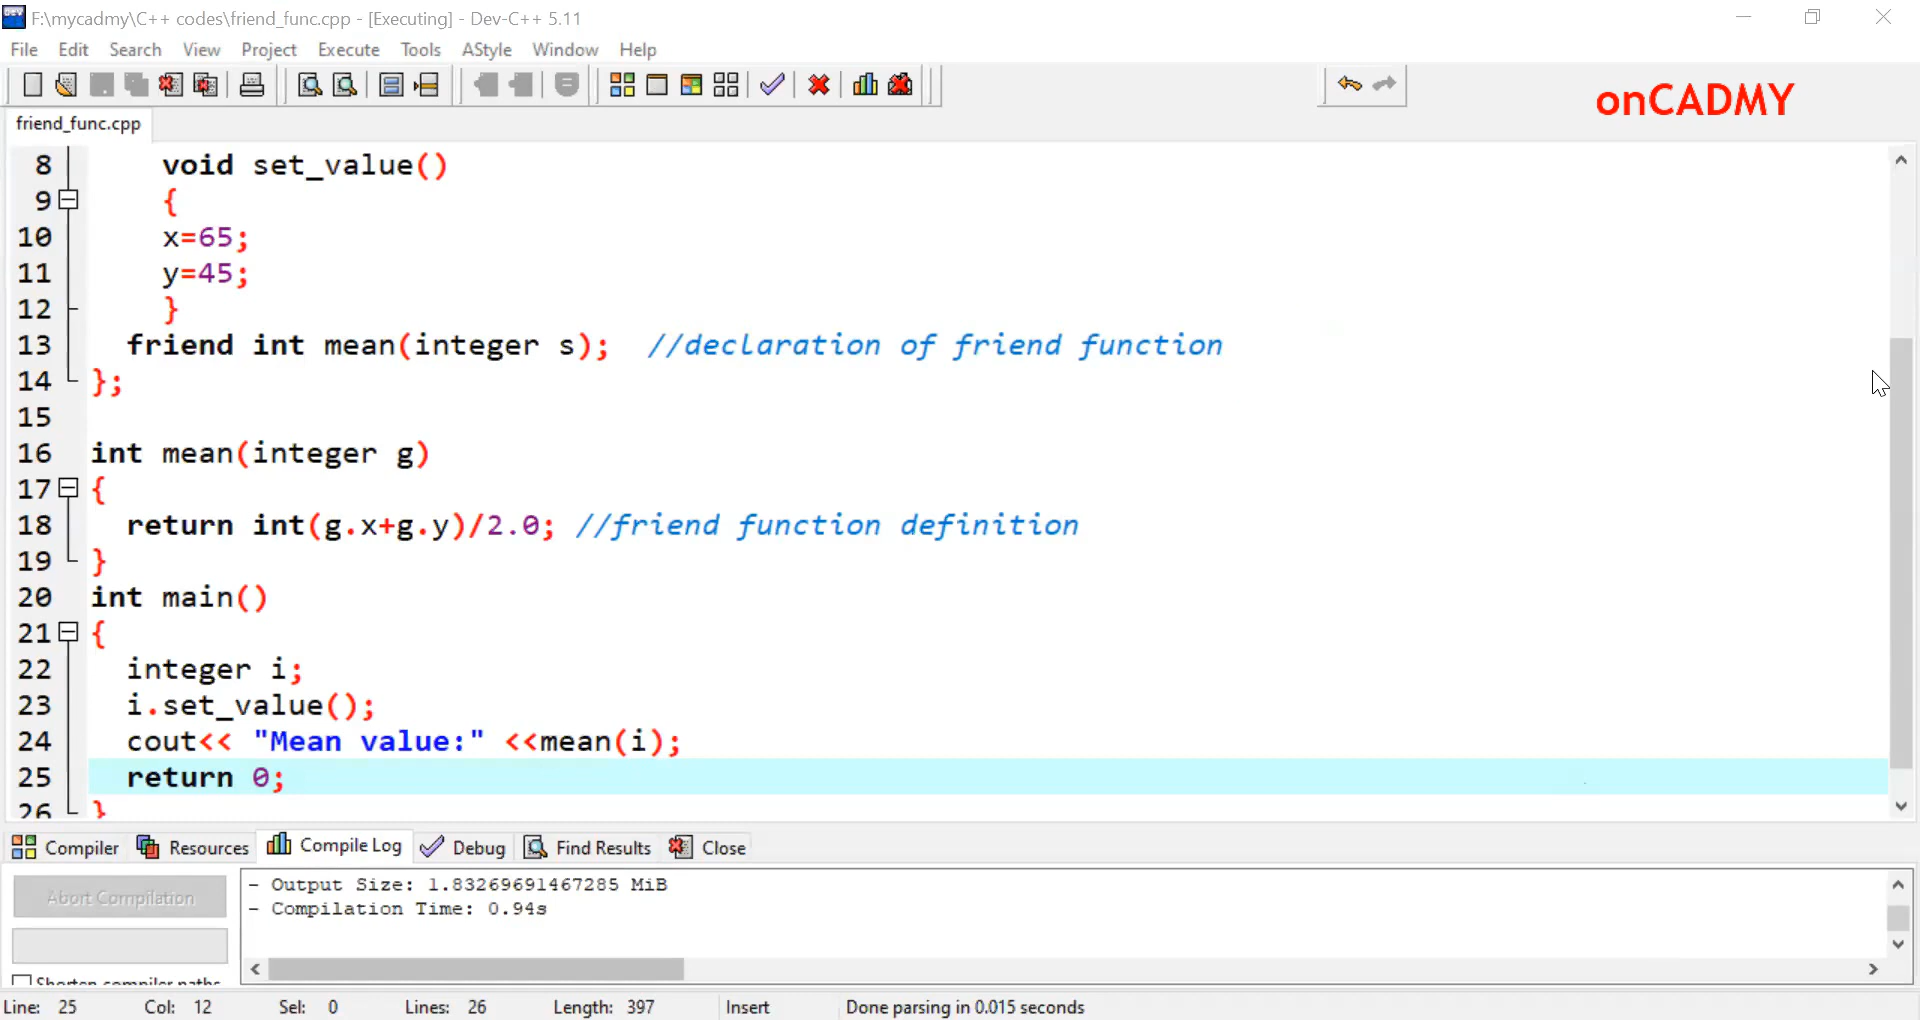 F:\mycadmy\C++ codes\friend_func.cpp - [Executing] - Dev-C++ 5.11
File Edit Search View Project Execute Tools AStyle Window Help
onCADMY
friend_func.cpp
8 void set_value()
9 {
10 x=65;
11 y=45;
12 }
13 friend int mean(integer s); //declaration of friend function
14 };
15
16 int mean(integer g)
17 {
18 return int(g.x+g.y)/2.0; //friend function definition
19 }
20 int main()
21 {
22 integer i;
23 i.set_value();
24 cout<< "Mean value:" <<mean(i);
25 return 0;
26 }
Compiler Resources Compile Log Debug Find Results Close
Abort Compilation
- Output Size: 1.83269691467285 MiB
- Compilation Time: 0.94s
Shorten compiler paths
Line: 25 Col: 12 Sel: 0 Lines: 26 Length: 397 Insert Done parsing in 0.015 seconds